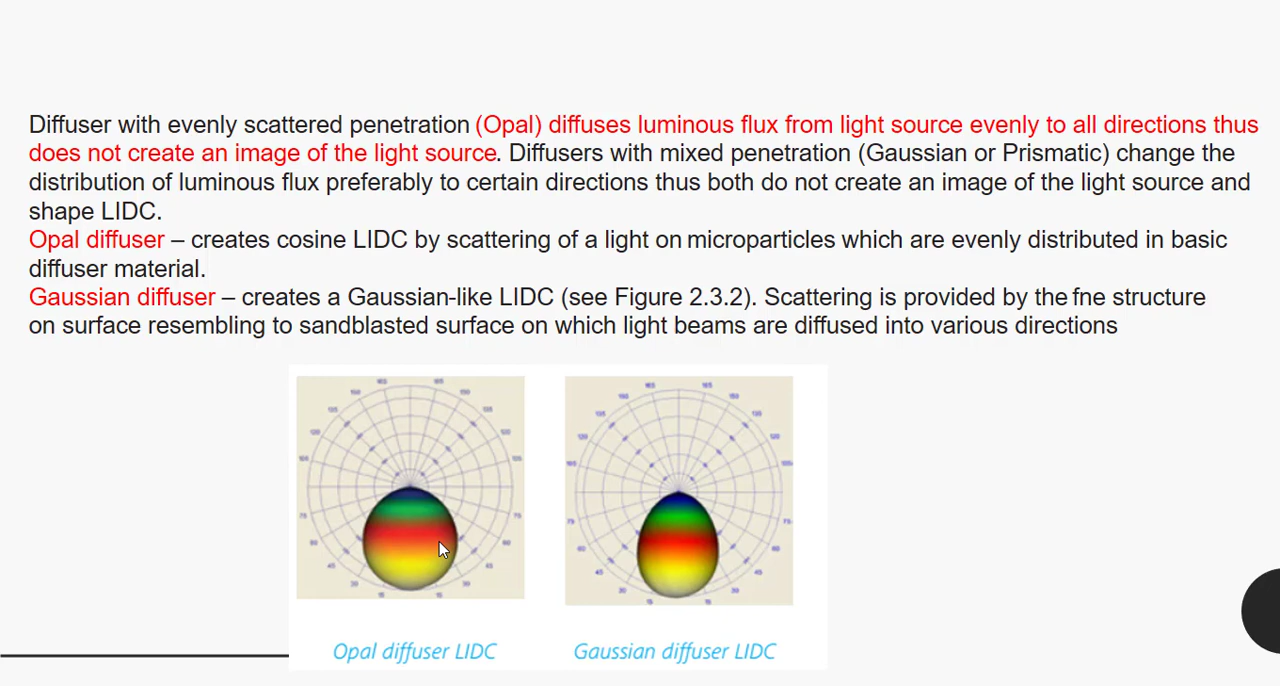 Diffuser with evenly scattered penetration (Opal) diffuses luminous flux from light source evenly to all directions thus
does not create an image of the light source. Diffusers with mixed penetration (Gaussian or Prismatic) change the
distribution of luminous flux preferably to certain directions thus both do not create an image of the light source and
shape LIDC.
Opal diffuser – creates cosine LIDC by scattering of a light on microparticles which are evenly distributed in basic
diffuser material.
Gaussian diffuser – creates a Gaussian-like LIDC (see Figure 2.3.2). Scattering is provided by the fne structure
on surface resembling to sandblasted surface on which light beams are diffused into various directions
Opal diffuser LIDC
Gaussian diffuser LIDC